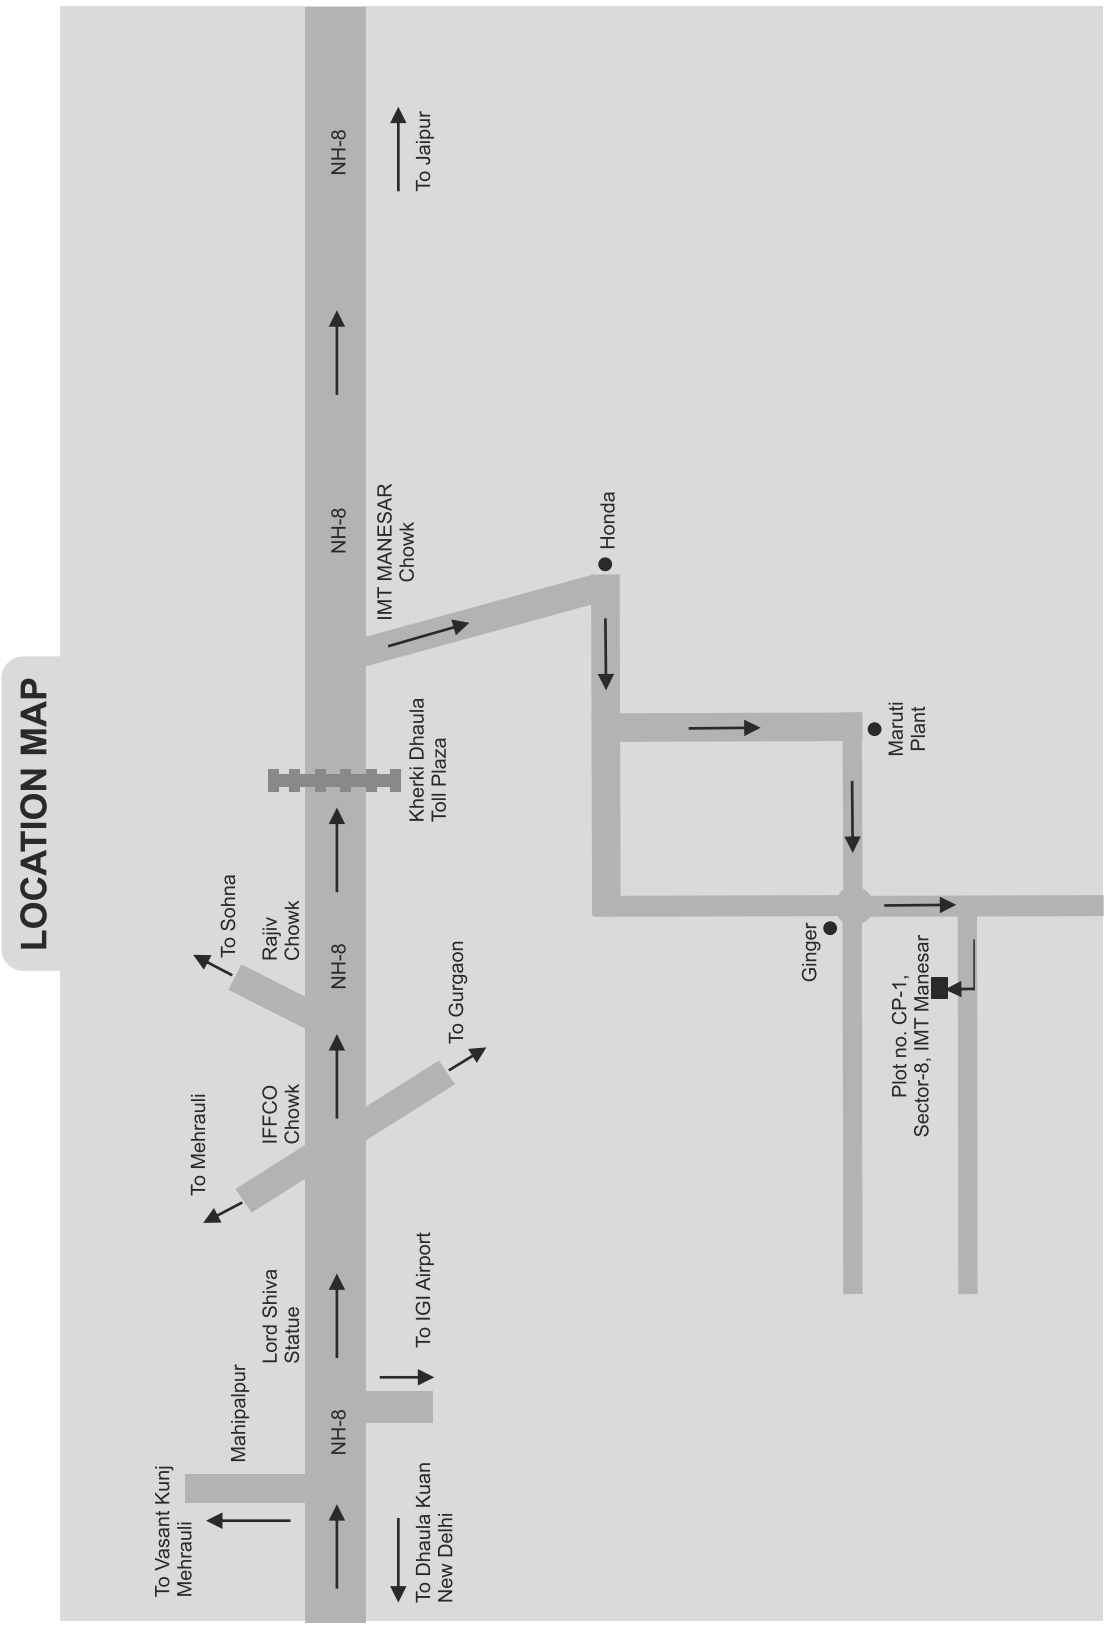 LOCATION MAP
To Vasant Kunj
Mehrauli
Mahipalpur
Lord Shiva
Statue
To Mehrauli
IFFCO
Chowk
To Sohna
Rajiv
Chowk
NH-8
NH-8
NH-8
NH-8
To Dhaula Kuan
New Delhi
To IGI Airport
To Gurgaon
Kherki Dhaula
Toll Plaza
IMT MANESAR
Chowk
To Jaipur
Honda
Ginger
Maruti
Plant
Plot no. CP-1,
Sector-8, IMT Manesar